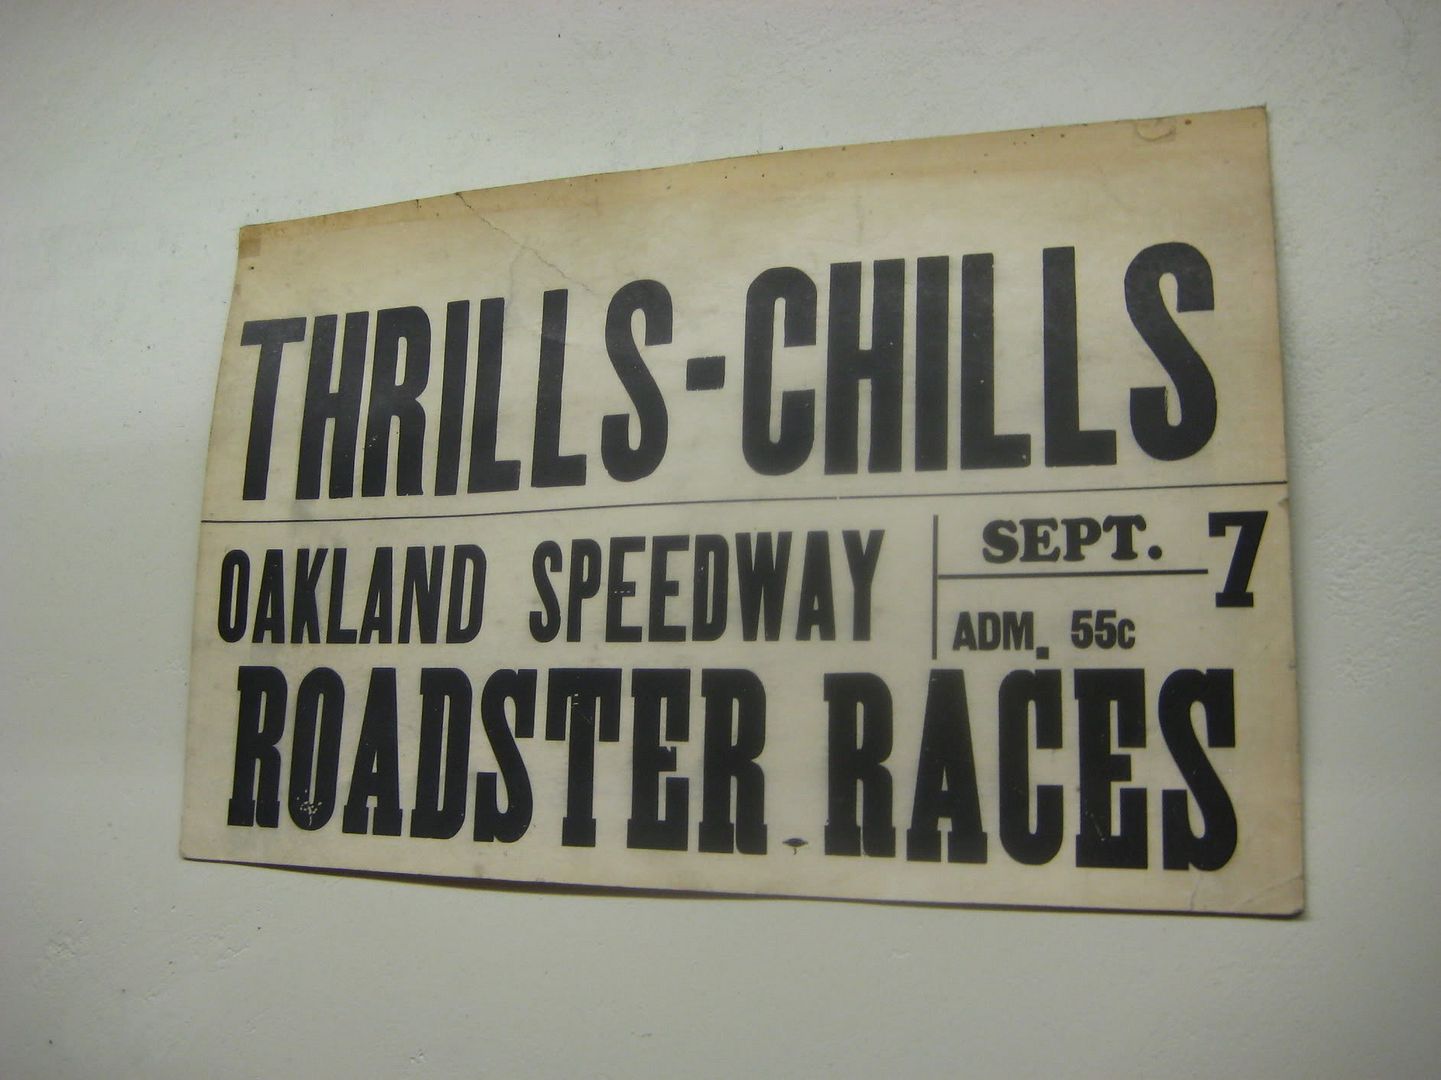 THRILLS-CHILLS
OAKLAND SPEEDWAY
SEPT. 7
ADM. 55c
ROADSTER RACES